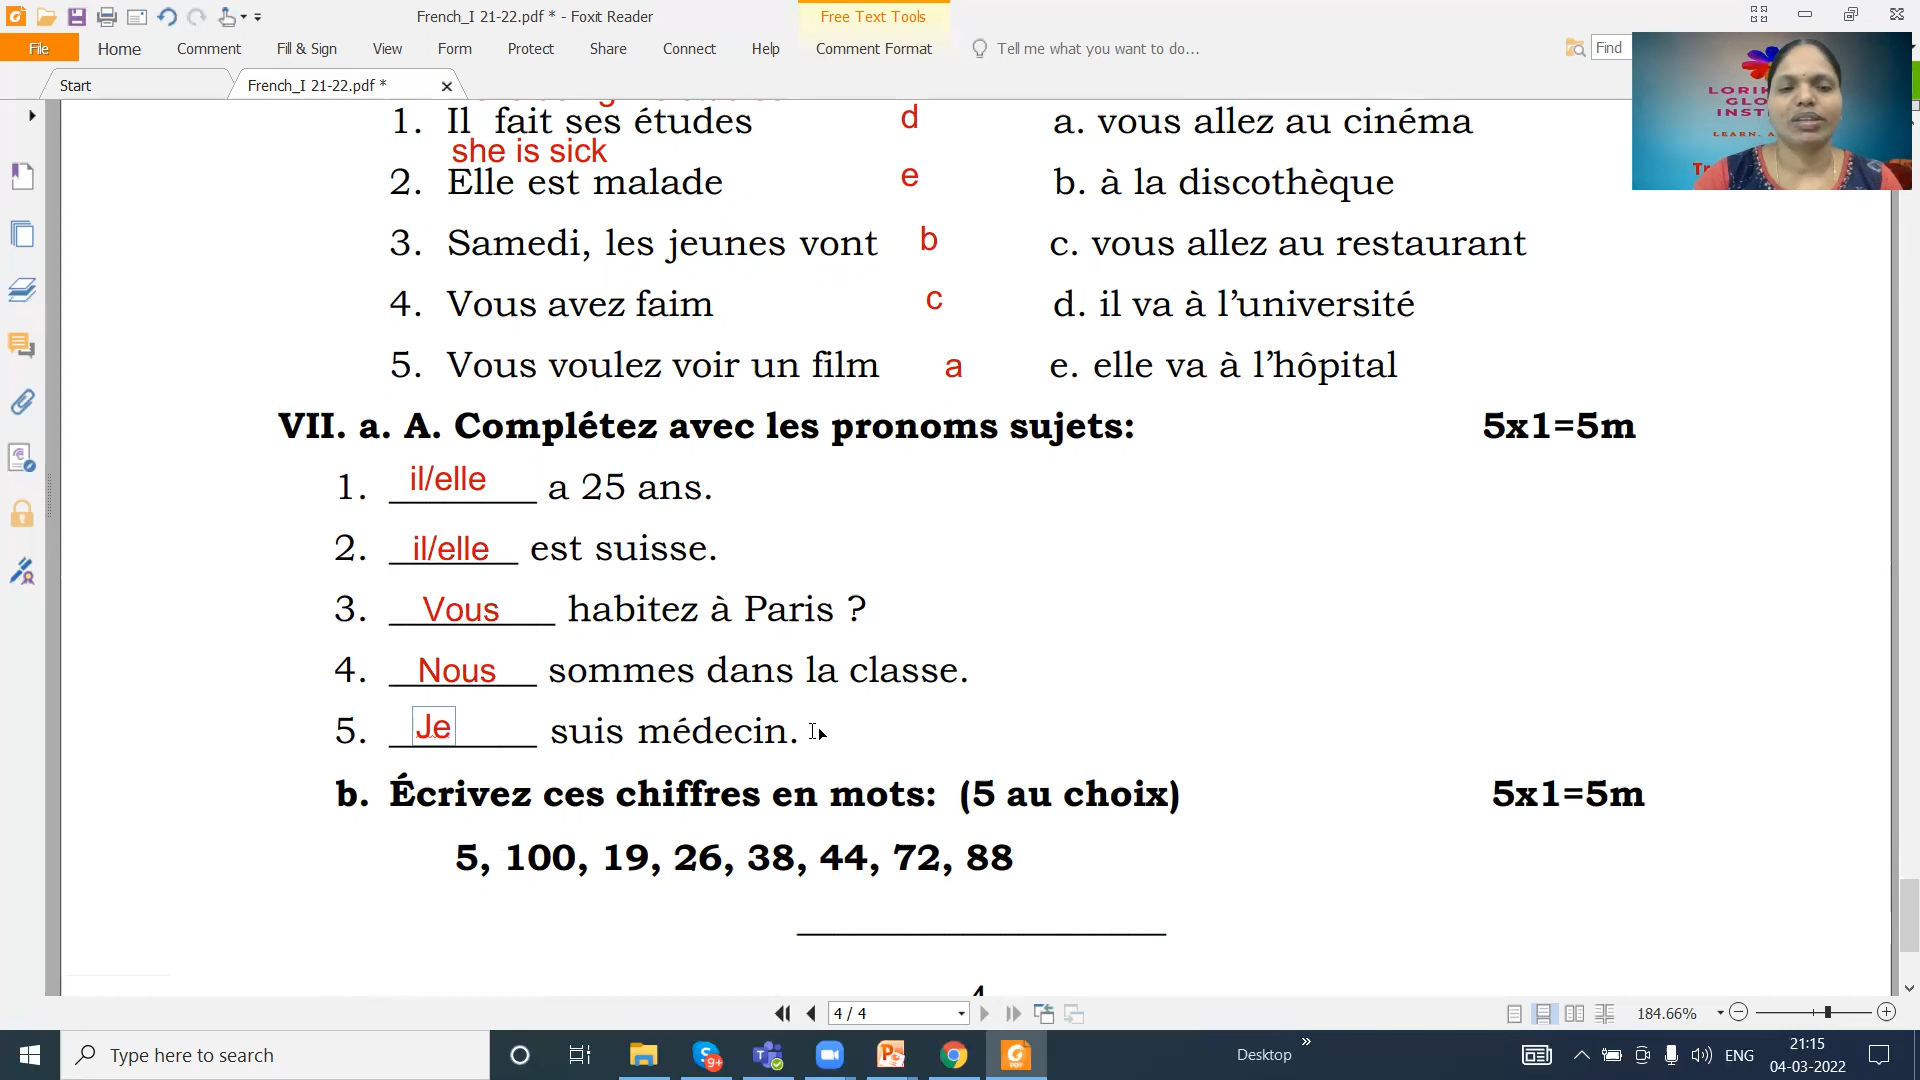 French_I 21-22.pdf * - Foxit Reader
Free Text Tools
File Home Comment Fill & Sign View Form Protect Share Connect Help Comment Format Tell me what you want to do... Find
Start French_I 21-22.pdf *
1. Il fait ses études d a. vous allez au cinéma
she is sick
2. Elle est malade e b. à la discothèque
3. Samedi, les jeunes vont b c. vous allez au restaurant
4. Vous avez faim c d. il va à l'université
5. Vous voulez voir un film a e. elle va à l'hôpital
VII. a. A. Complétez avec les pronoms sujets: 5x1=5m
1. il/elle a 25 ans.
2. il/elle est suisse.
3. Vous habitez à Paris ?
4. Nous sommes dans la classe.
5. Je suis médecin.
b. Écrivez ces chiffres en mots: (5 au choix) 5x1=5m
5, 100, 19, 26, 38, 44, 72, 88
4 / 4
184.66%
Type here to search
9+
Desktop
ENG
21:15
04-03-2022